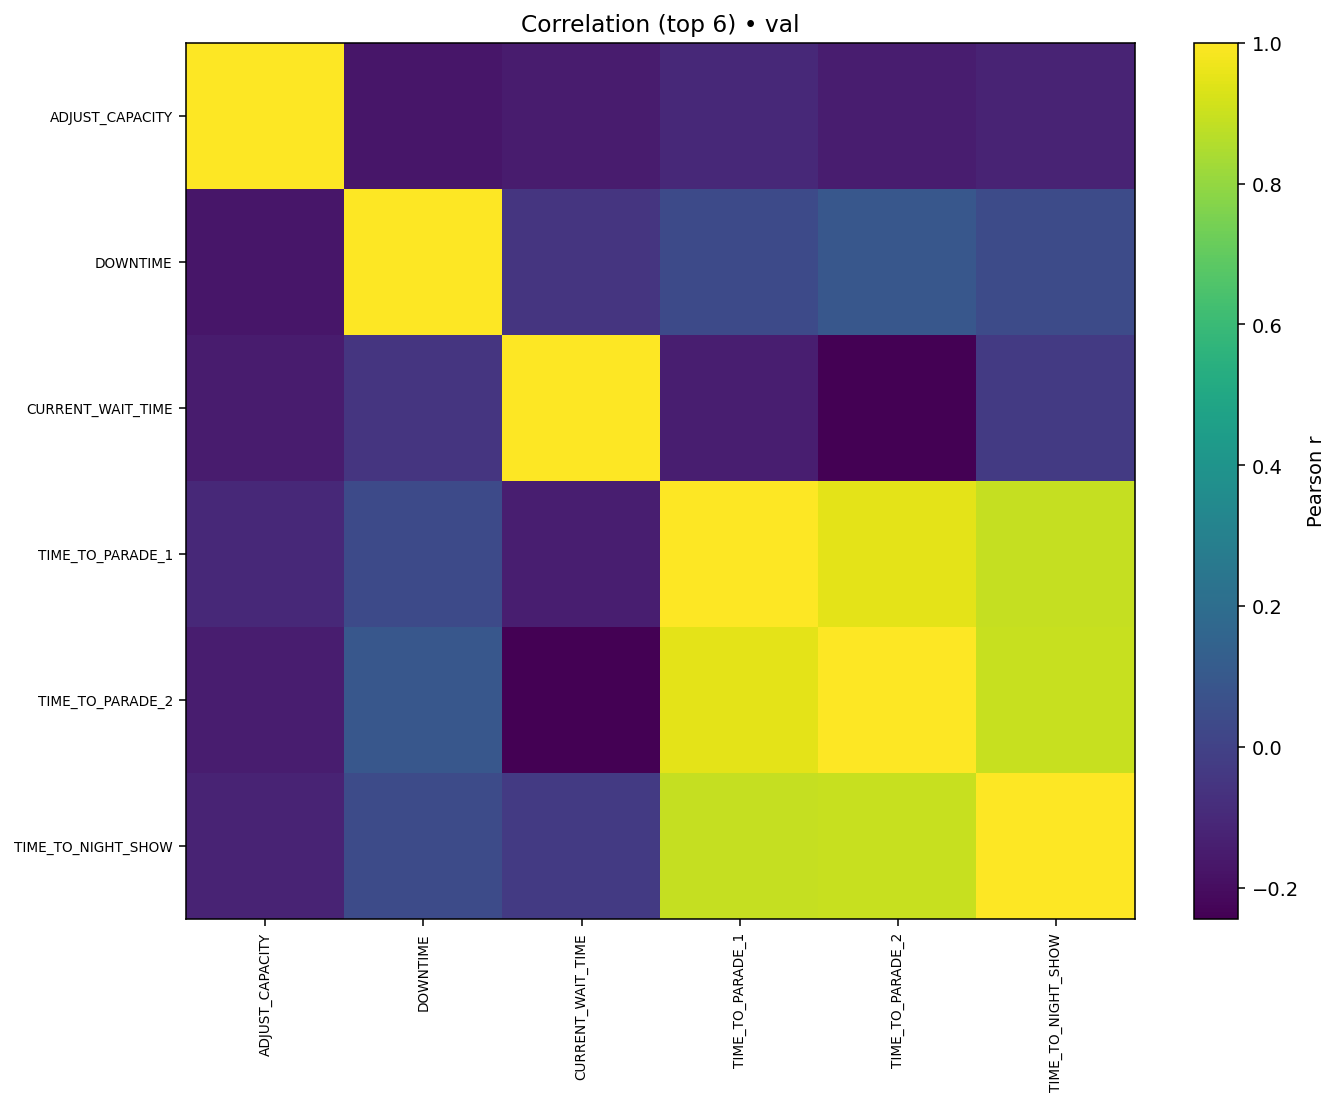 Correlation (top 6) • val
ADJUST_CAPACITY
DOWNTIME
CURRENT_WAIT_TIME
TIME_TO_PARADE_1
TIME_TO_PARADE_2
TIME_TO_NIGHT_SHOW
ADJUST_CAPACITY
DOWNTIME
CURRENT_WAIT_TIME
TIME_TO_PARADE_1
TIME_TO_PARADE_2
TIME_TO_NIGHT_SHOW
1.0
0.8
0.6
0.4
0.2
0.0
−0.2
Pearson r